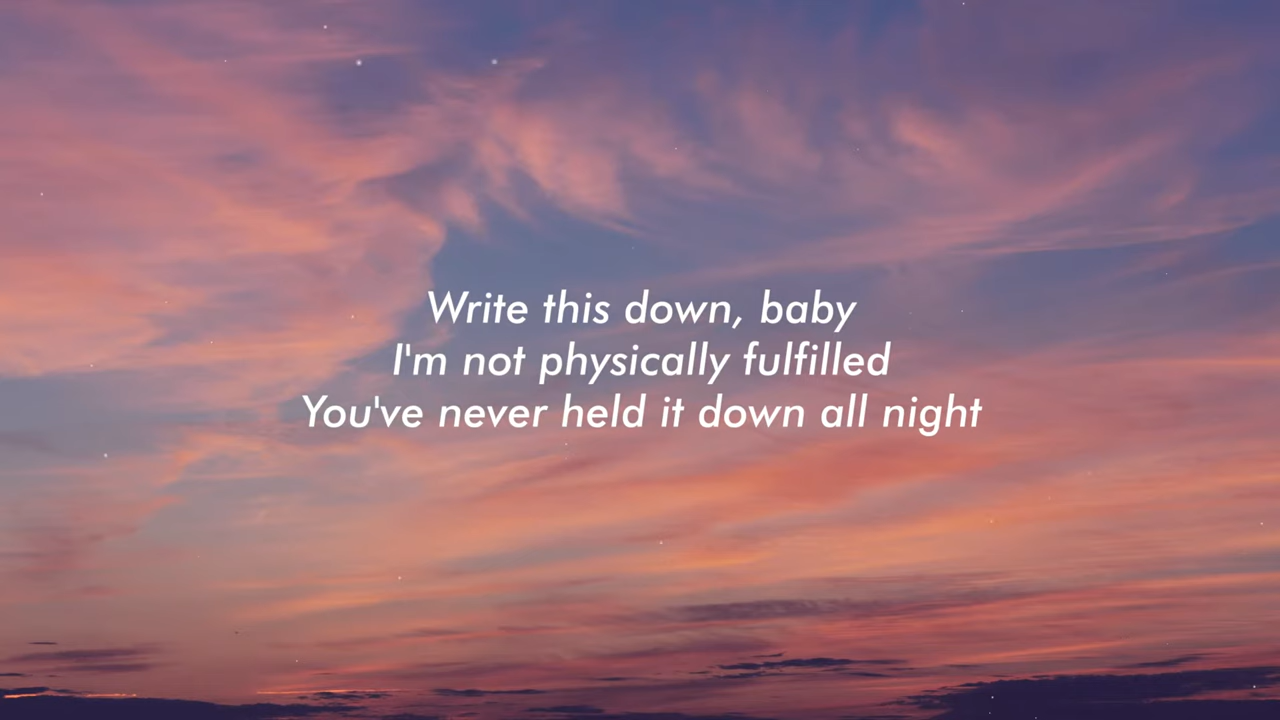 Write this down, baby
I'm not physically fulfilled
You've never held it down all night